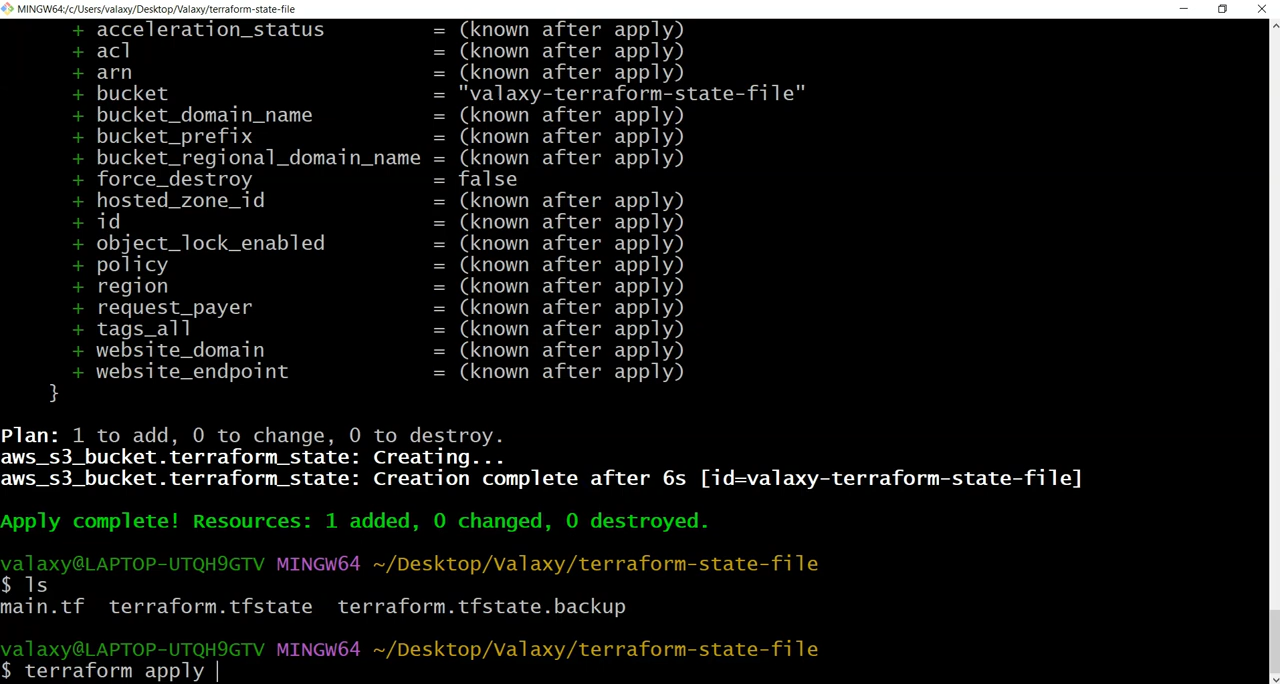 MINGW64:/c/Users/valaxy/Desktop/Valaxy/terraform-state-file
+ acceleration_status = (known after apply)
+ acl = (known after apply)
+ arn = (known after apply)
+ bucket = "valaxy-terraform-state-file"
+ bucket_domain_name = (known after apply)
+ bucket_prefix = (known after apply)
+ bucket_regional_domain_name = (known after apply)
+ force_destroy = false
+ hosted_zone_id = (known after apply)
+ id = (known after apply)
+ object_lock_enabled = (known after apply)
+ policy = (known after apply)
+ region = (known after apply)
+ request_payer = (known after apply)
+ tags_all = (known after apply)
+ website_domain = (known after apply)
+ website_endpoint = (known after apply)
}
Plan: 1 to add, 0 to change, 0 to destroy.
aws_s3_bucket.terraform_state: Creating...
aws_s3_bucket.terraform_state: Creation complete after 6s [id=valaxy-terraform-state-file]
Apply complete! Resources: 1 added, 0 changed, 0 destroyed.
valaxy@LAPTOP-UTQH9GTV MINGW64 ~/Desktop/Valaxy/terraform-state-file
$ ls
main.tf  terraform.tfstate  terraform.tfstate.backup
valaxy@LAPTOP-UTQH9GTV MINGW64 ~/Desktop/Valaxy/terraform-state-file
$ terraform apply